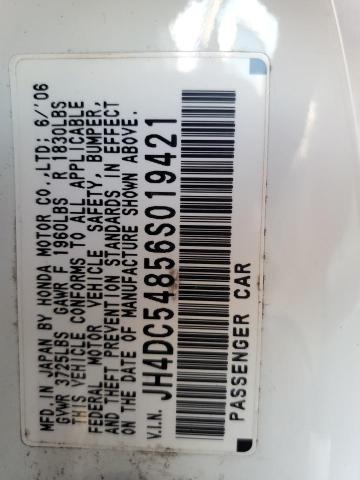 MFD. IN JAPAN BY HONDA MOTOR CO.,LTD; 6/'06
GVWR 3725LBS GAWR F 1960LBS R 1830LBS
THIS VEHICLE CONFORMS TO ALL APPLICABLE
FEDERAL MOTOR VEHICLE SAFETY, BUMPER,
AND THEFT PREVENTION STANDARDS IN EFFECT
ON THE DATE OF MANUFACTURE SHOWN ABOVE.
V.I.N. JH4DC54856S019421
PASSENGER CAR